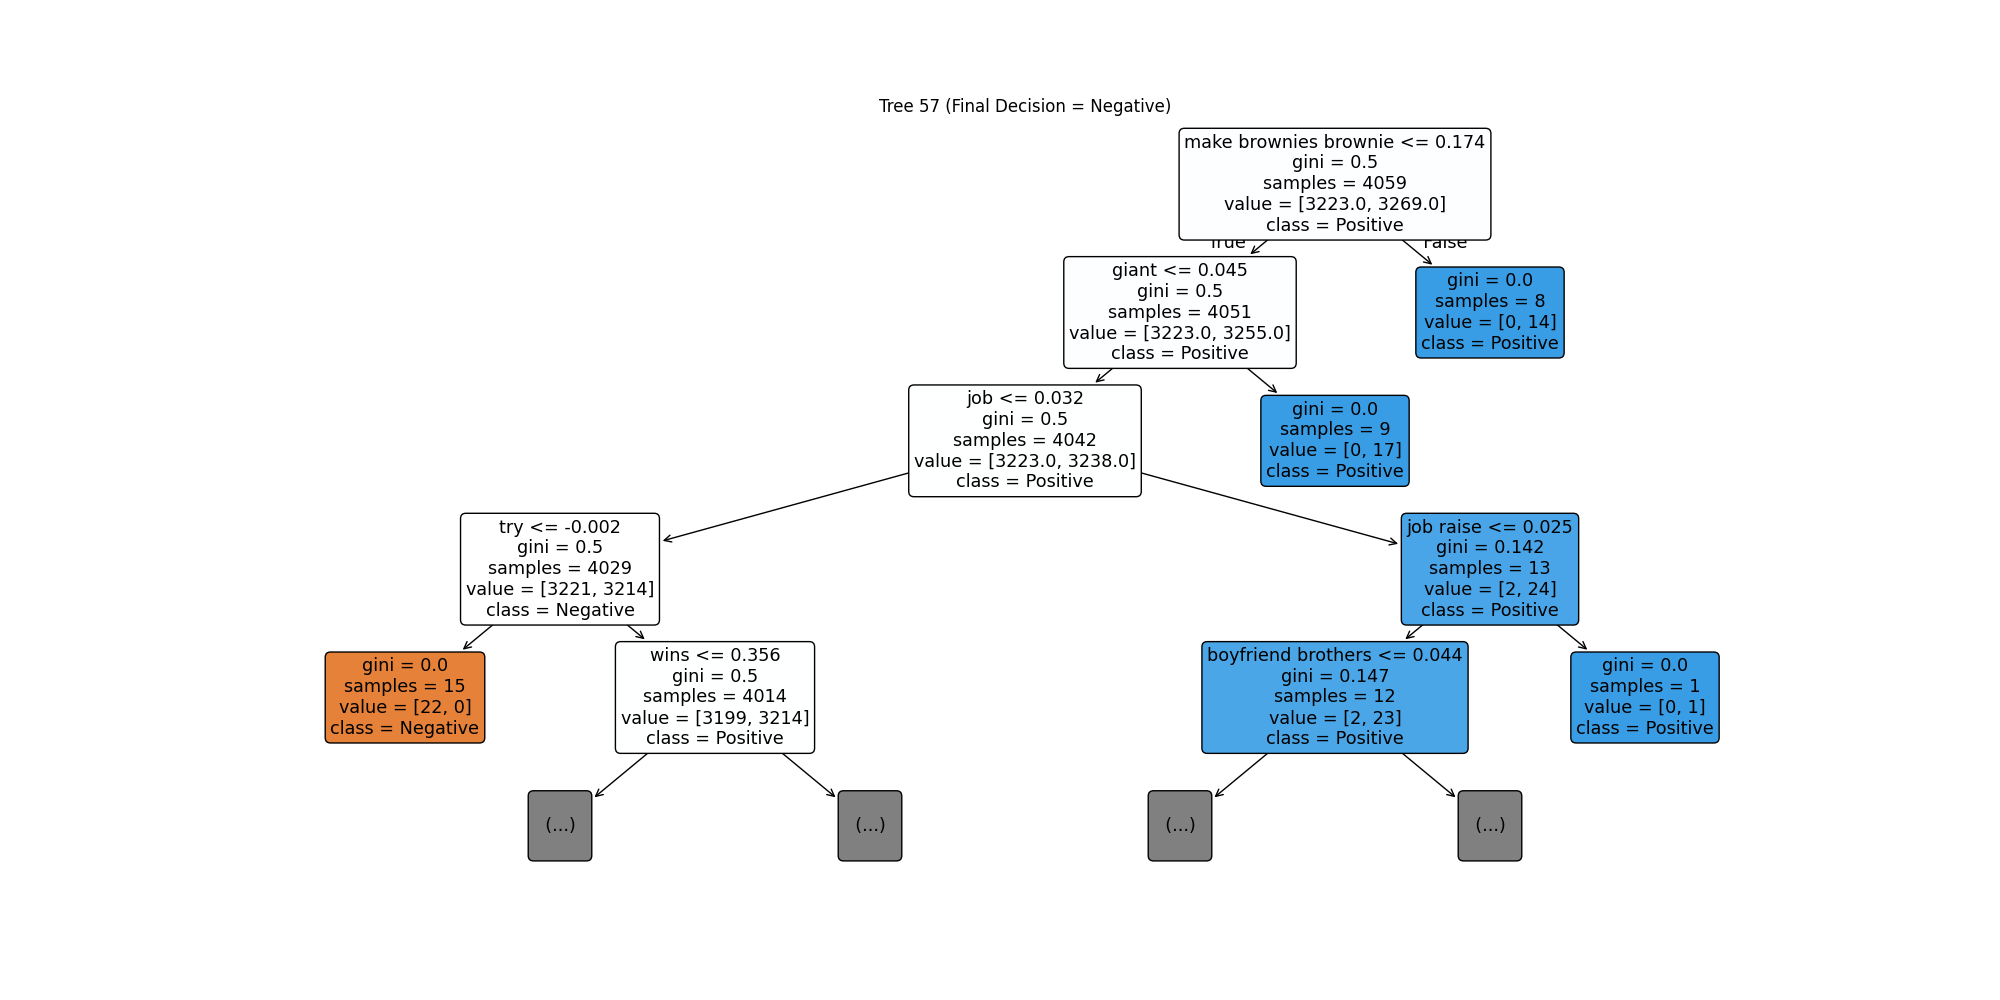 Tree 57 (Final Decision = Negative)
make brownies brownie <= 0.174
gini = 0.5
samples = 4059
value = [3223.0, 3269.0]
class = Positive
True
False
giant <= 0.045
gini = 0.5
samples = 4051
value = [3223.0, 3255.0]
class = Positive
gini = 0.0
samples = 8
value = [0, 14]
class = Positive
job <= 0.032
gini = 0.5
samples = 4042
value = [3223.0, 3238.0]
class = Positive
gini = 0.0
samples = 9
value = [0, 17]
class = Positive
try <= -0.002
gini = 0.5
samples = 4029
value = [3221, 3214]
class = Negative
job raise <= 0.025
gini = 0.142
samples = 13
value = [2, 24]
class = Positive
gini = 0.0
samples = 15
value = [22, 0]
class = Negative
wins <= 0.356
gini = 0.5
samples = 4014
value = [3199, 3214]
class = Positive
boyfriend brothers <= 0.044
gini = 0.147
samples = 12
value = [2, 23]
class = Positive
gini = 0.0
samples = 1
value = [0, 1]
class = Positive
(...)
(...)
(...)
(...)